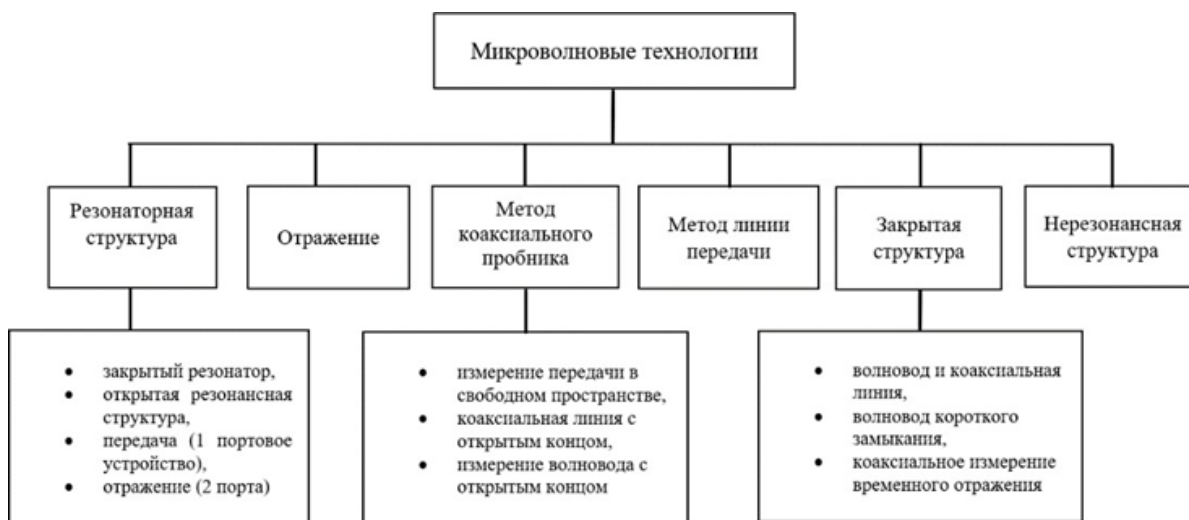 Микроволновые технологии
Резонаторная
структура
Отражение
Метод
коаксиального
пробника
Метод линии
передачи
Закрытая
структура
Нерезонансная
структура
• закрытый резонатор,
• открытая резонансная
структура,
• передача (1 портовое
устройство),
• отражение (2 порта)
• измерение передачи в
свободном пространстве,
• коаксиальная линия с
открытым концом,
• измерение волновода с
открытым концом
• волновод и коаксиальная
линия,
• волновод короткого
замыкания,
• коаксиальное измерение
временного отражения